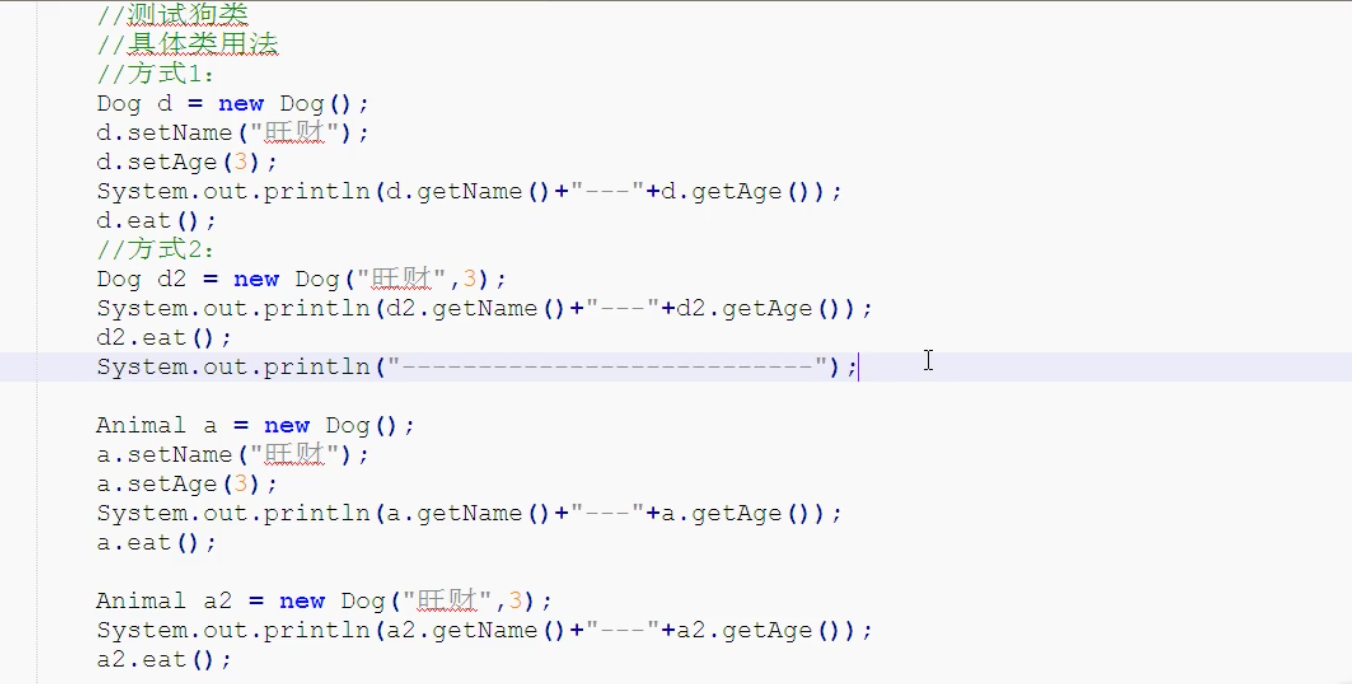 //测试狗类
//具体类用法
//方式1:
Dog d = new Dog();
d.setName("旺财");
d.setAge(3);
System.out.println(d.getName()+"---"+d.getAge());
d.eat();
//方式2:
Dog d2 = new Dog("旺财",3);
System.out.println(d2.getName()+"---"+d2.getAge());
d2.eat();
System.out.println("---------------------------");
Animal a = new Dog();
a.setName("旺财");
a.setAge(3);
System.out.println(a.getName()+"---"+a.getAge());
a.eat();
Animal a2 = new Dog("旺财",3);
System.out.println(a2.getName()+"---"+a2.getAge());
a2.eat();